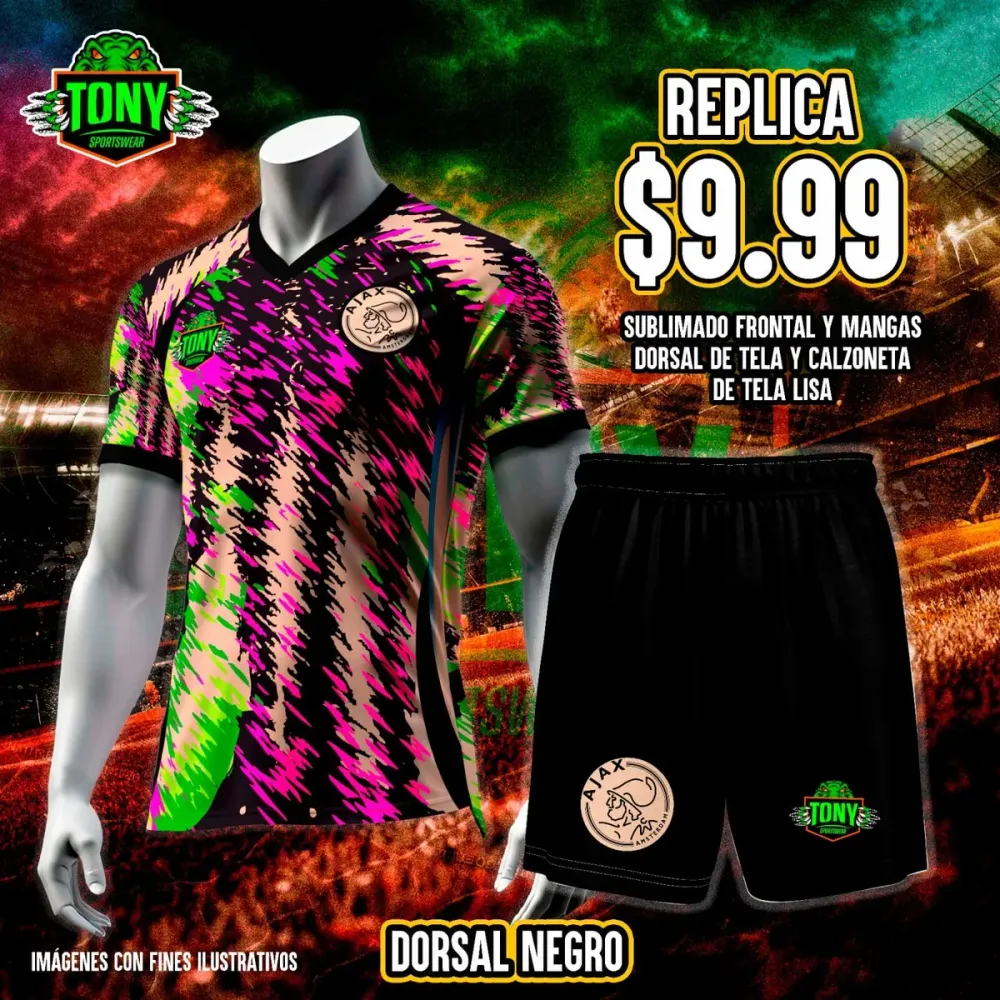 TONY
SPORTSWEAR
REPLICA
$9.99
SUBLIMADO FRONTAL Y MANGAS
DORSAL DE TELA Y CALZONETA
DE TELA LISA
TONY
AJAX
AMSTERDAM
AJAX
AMSTERDAM
TONY
SPORTSWEAR
DORSAL NEGRO
IMÁGENES CON FINES ILUSTRATIVOS